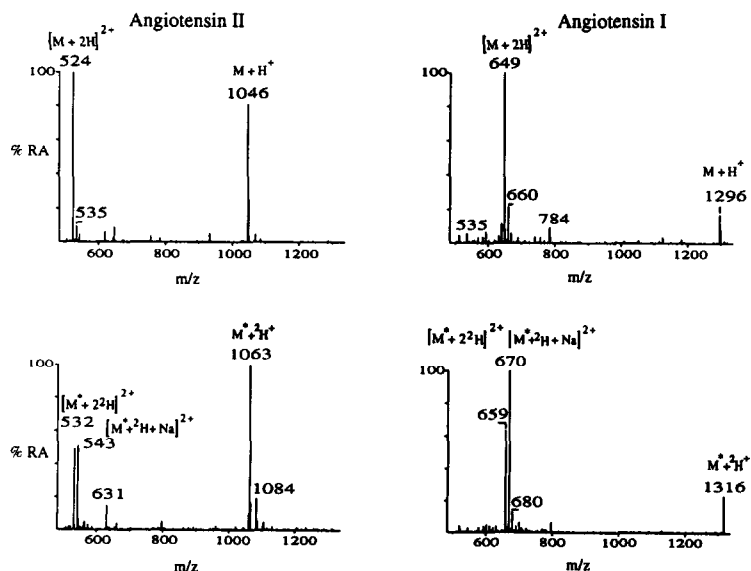 Angiotensin II
[M + 2H]2+
524
100
M + H+
1046
% RA
535
600 800 1000 1200
m/z
Angiotensin I
[M + 2H]2+
649
100
M + H+
1296
660
784
535
600 800 1000 1200
m/z
M* + 2H+
1063
100
[M* + 22H]2+
532
[M* + 2H + Na]2+
543
% RA
631
1084
600 800 1000 1200
m/z
[M* + 22H]2+ [M* + 2H + Na]2+
670
100
659
M* + 2H+
1316
680
600 800 1000 1200
m/z